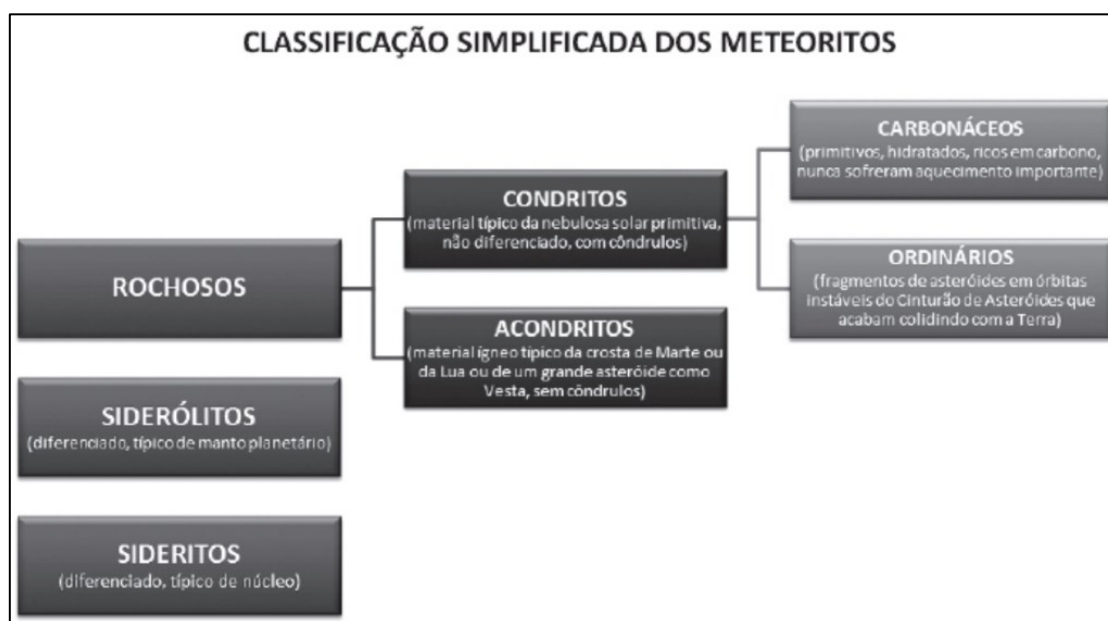 CLASSIFICAÇÃO SIMPLIFICADA DOS METEORITOS
ROCHOSOS
CONDRITOS
(material típico da nebulosa solar primitiva,
não diferenciado, com côndrulos)
CARBONÁCEOS
(primitivos, hidratados, ricos em carbono,
nunca sofreram aquecimento importante)
ORDINÁRIOS
(fragmentos de asteróides em órbitas
instáveis do Cinturão de Asteróides que
acabam colidindo com a Terra)
ACONDRITOS
(material ígneo típico da crosta de Marte ou
da Lua ou de um grande asteróide como
Vesta, sem côndrulos)
SIDERÓLITOS
(diferenciado, típico de manto planetário)
SIDERITOS
(diferenciado, típico de núcleo)